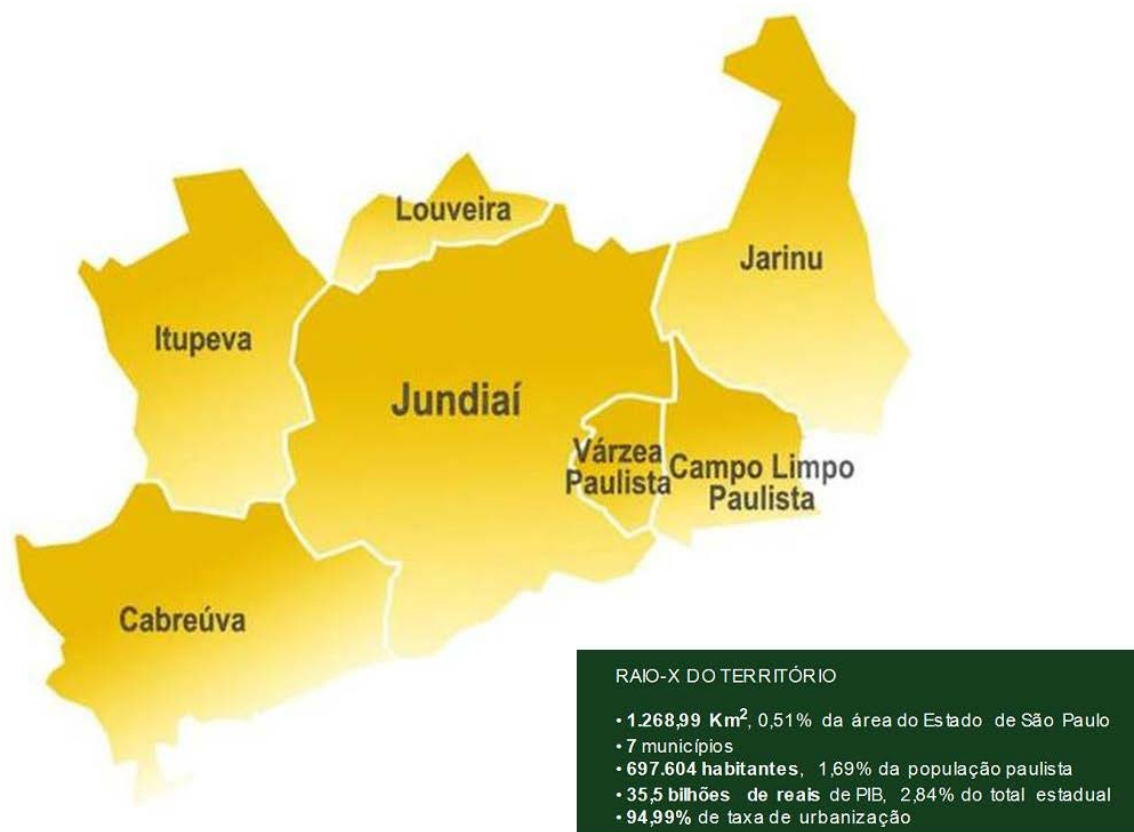 Louveira
Jarinu
Itupeva
Jundiaí
Várzea
Paulista
Campo Limpo
Paulista
Cabreúva
RAIO-X DO TERRITÓRIO
• 1.268,99 Km², 0,51% da área do Estado de São Paulo
• 7 municípios
• 697.604 habitantes, 1,69% da população paulista
• 35,5 bilhões de reais de PIB, 2,84% do total estadual
• 94,99% de taxa de urbanização